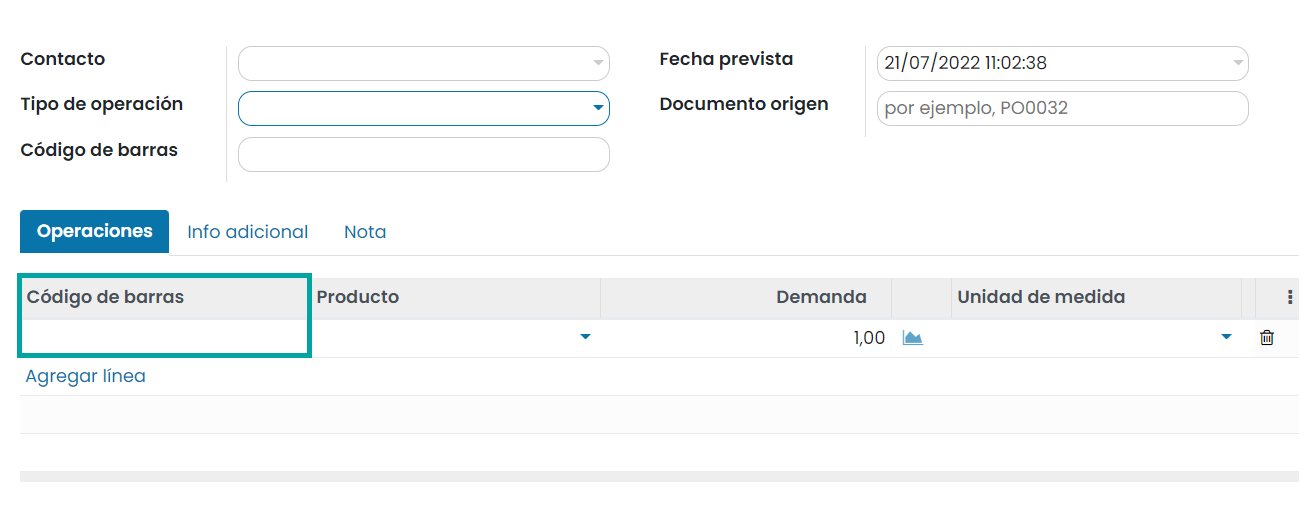 Contacto
Fecha prevista
21/07/2022 11:02:38
Tipo de operación
Documento origen
por ejemplo, PO0032
Código de barras
Operaciones
Info adicional
Nota
Código de barras
Producto
Demanda
Unidad de medida
1,00
Agregar línea